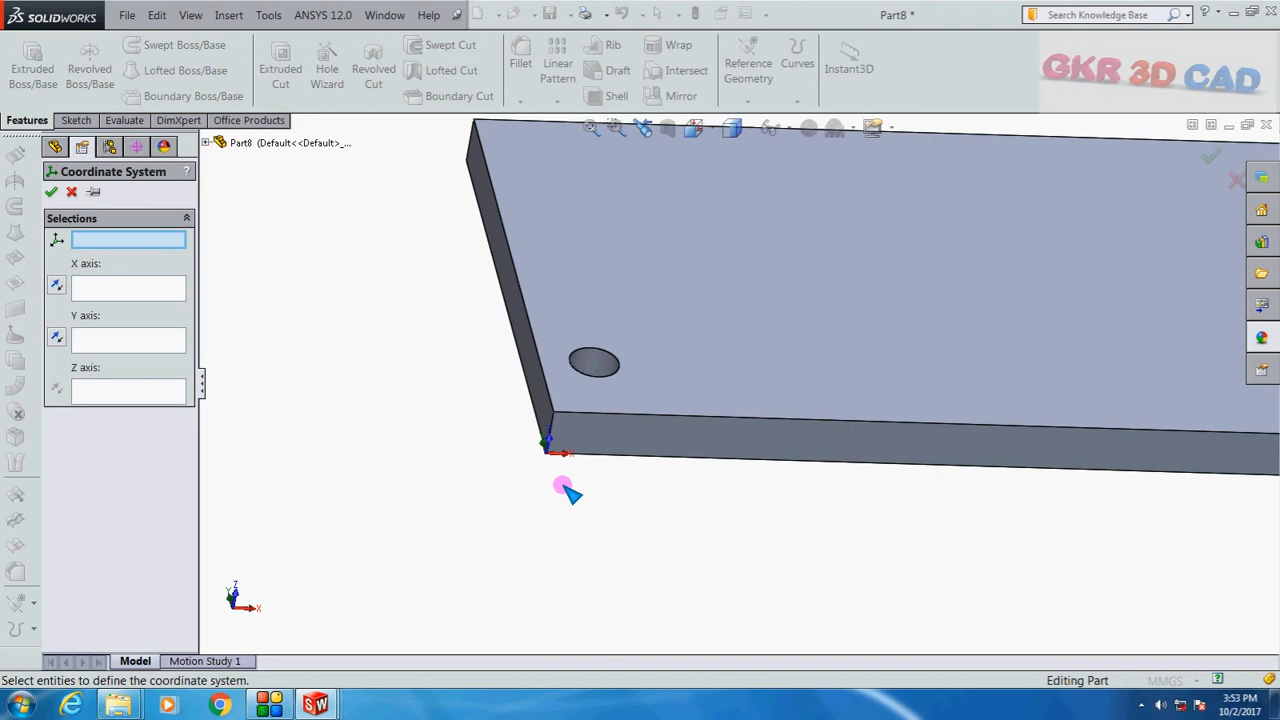 SOLIDWORKS File Edit View Insert Tools ANSYS 12.0 Window Help Part8 * Search Knowledge Base
Extruded Boss/Base
Revolved Boss/Base
Swept Boss/Base
Lofted Boss/Base
Boundary Boss/Base
Extruded Cut
Hole Wizard
Revolved Cut
Swept Cut
Lofted Cut
Boundary Cut
Fillet
Linear Pattern
Rib
Draft
Shell
Wrap
Intersect
Mirror
Reference Geometry
Curves
Instant3D
GKR 3D CAD
Features Sketch Evaluate DimXpert Office Products
Part8 (Default<<Default>_...
Coordinate System ?
Selections
X axis:
Y axis:
Z axis:
X
Z
Y
X
Model Motion Study 1
Select entities to define the coordinate system. Editing Part MMGS
3:53 PM
10/2/2017